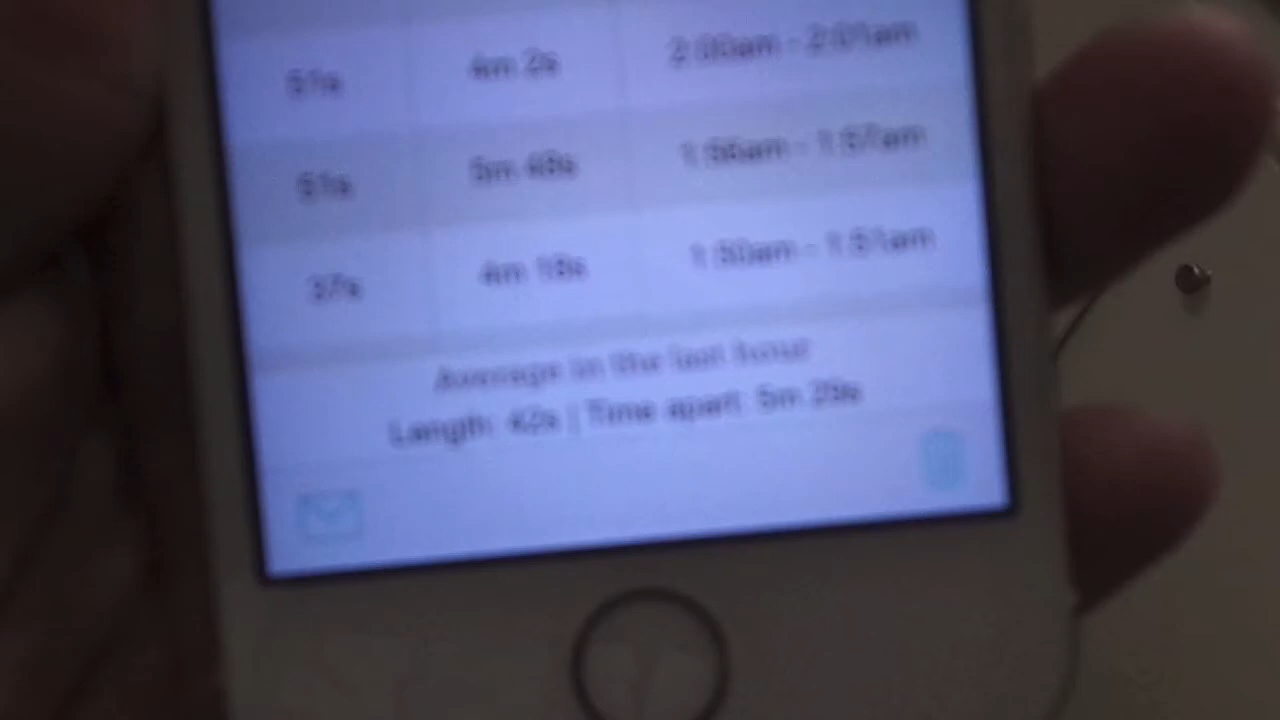 51s 4m 2s 2:00am - 2:01am
51s 5m 48s 1:56am - 1:57am
37s 4m 18s 1:50am - 1:51am
Average in the last hour
Length: 42s | Time apart: 5m 29s